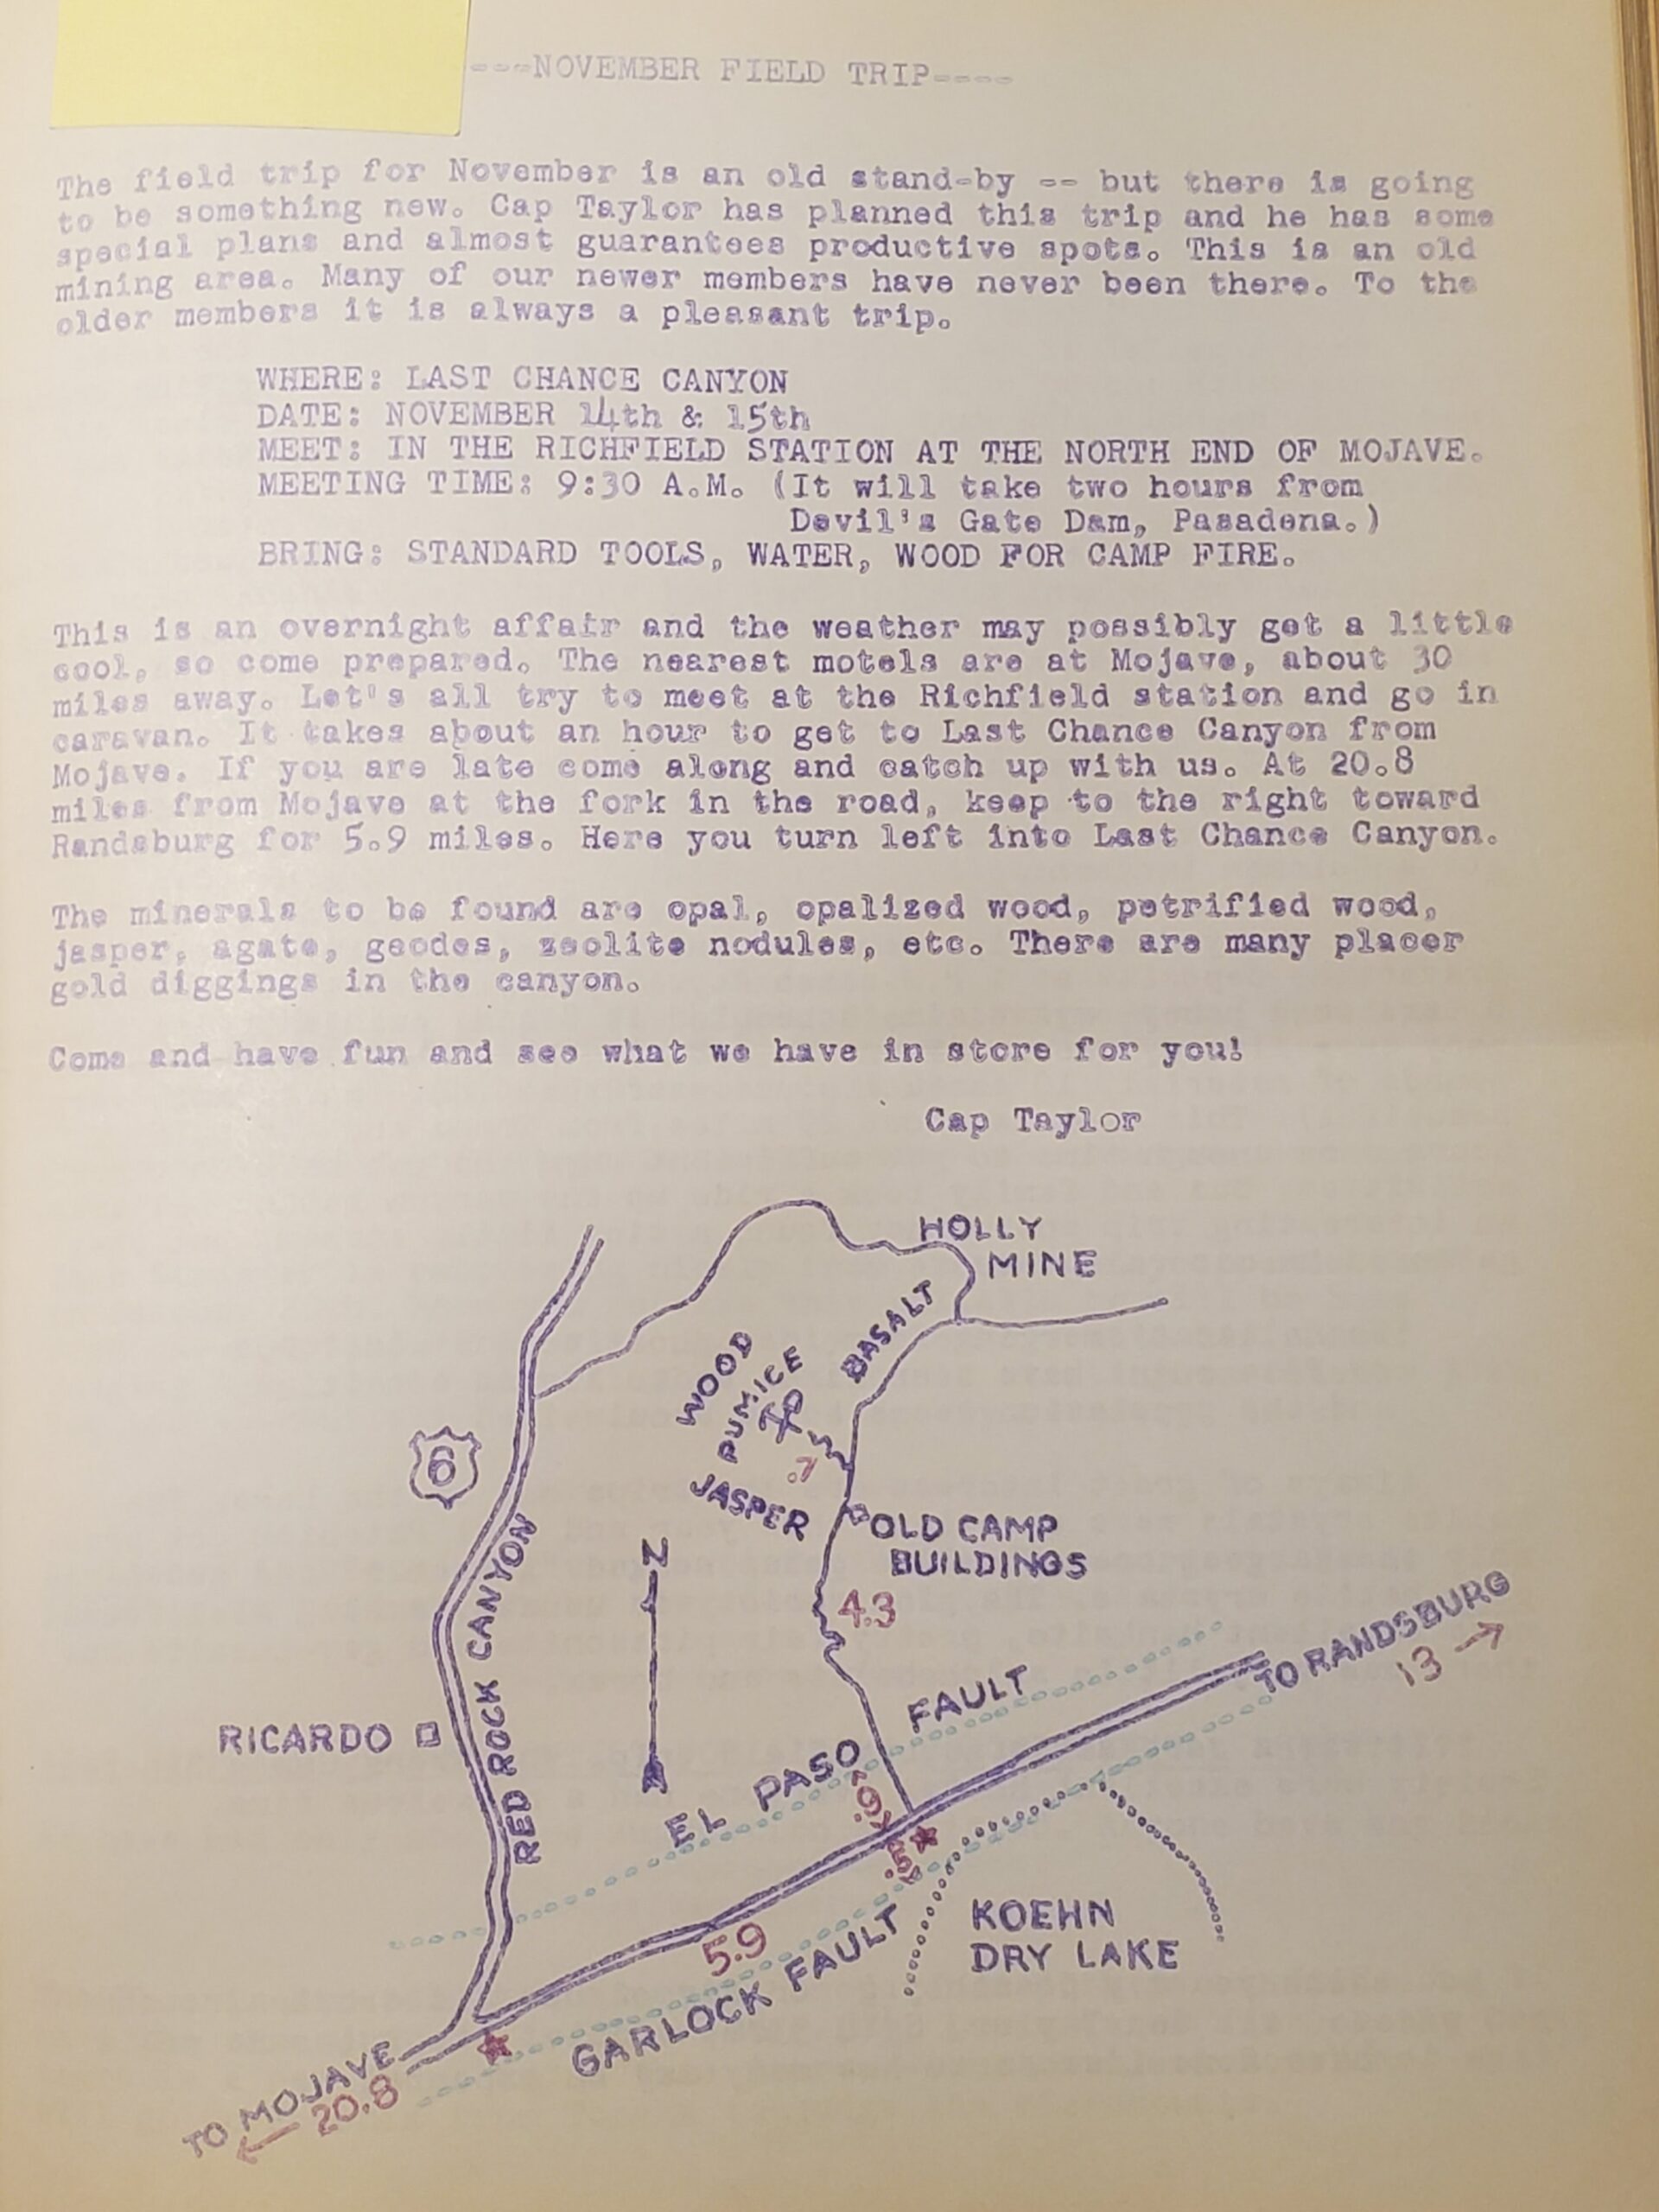 ----NOVEMBER FIELD TRIP----
The field trip for November is an old stand-by -- but there is going
to be something new. Cap Taylor has planned this trip and he has some
special plans and almost guarantees productive spots. This is an old
mining area. Many of our newer members have never been there. To the
older members it is always a pleasant trip.
WHERE: LAST CHANCE CANYON
DATE: NOVEMBER 14th & 15th
MEET: IN THE RICHFIELD STATION AT THE NORTH END OF MOJAVE.
MEETING TIME: 9:30 A.M. (It will take two hours from
Devil's Gate Dam, Pasadena.)
BRING: STANDARD TOOLS, WATER, WOOD FOR CAMP FIRE.
This is an overnight affair and the weather may possibly get a little
cool, so come prepared. The nearest motels are at Mojave, about 30
miles away. Let's all try to meet at the Richfield station and go in
caravan. It takes about an hour to get to Last Chance Canyon from
Mojave. If you are late come along and catch up with us. At 20.8
miles from Mojave at the fork in the road, keep to the right toward
Randsburg for 5.9 miles. Here you turn left into Last Chance Canyon.
The minerals to be found are opal, opalized wood, petrified wood,
jasper, agate, geodes, zeolite nodules, etc. There are many placer
gold diggings in the canyon.
Come and have fun and see what we have in store for you!
Cap Taylor
HOLLY
MINE
BASALT
WOOD
PUMICE
TO
.7
JASPER
6
OLD CAMP
BUILDINGS
N
4.3
RED ROCK CANYON
RICARDO
TO RANDSBURG
13 →
EL PASO FAULT
.9
.5
5.9
KOEHN
DRY LAKE
GARLOCK FAULT
TO MOJAVE
← 20.8